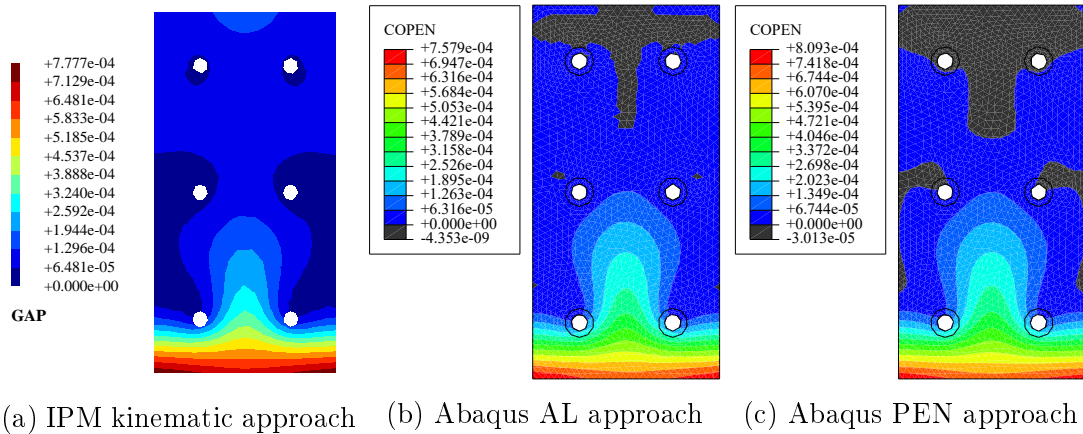 +7.777e-04
+7.129e-04
+6.481e-04
+5.833e-04
+5.185e-04
+4.537e-04
+3.888e-04
+3.240e-04
+2.592e-04
+1.944e-04
+1.296e-04
+6.481e-05
+0.000e+00
GAP
(a) IPM kinematic approach
COPEN
+7.579e-04
+6.947e-04
+6.316e-04
+5.684e-04
+5.053e-04
+4.421e-04
+3.789e-04
+3.158e-04
+2.526e-04
+1.895e-04
+1.263e-04
+6.316e-05
+0.000e+00
-4.353e-09
(b) Abaqus AL approach
COPEN
+8.093e-04
+7.418e-04
+6.744e-04
+6.070e-04
+5.395e-04
+4.721e-04
+4.046e-04
+3.372e-04
+2.698e-04
+2.023e-04
+1.349e-04
+6.744e-05
+0.000e+00
-3.013e-05
(c) Abaqus PEN approach